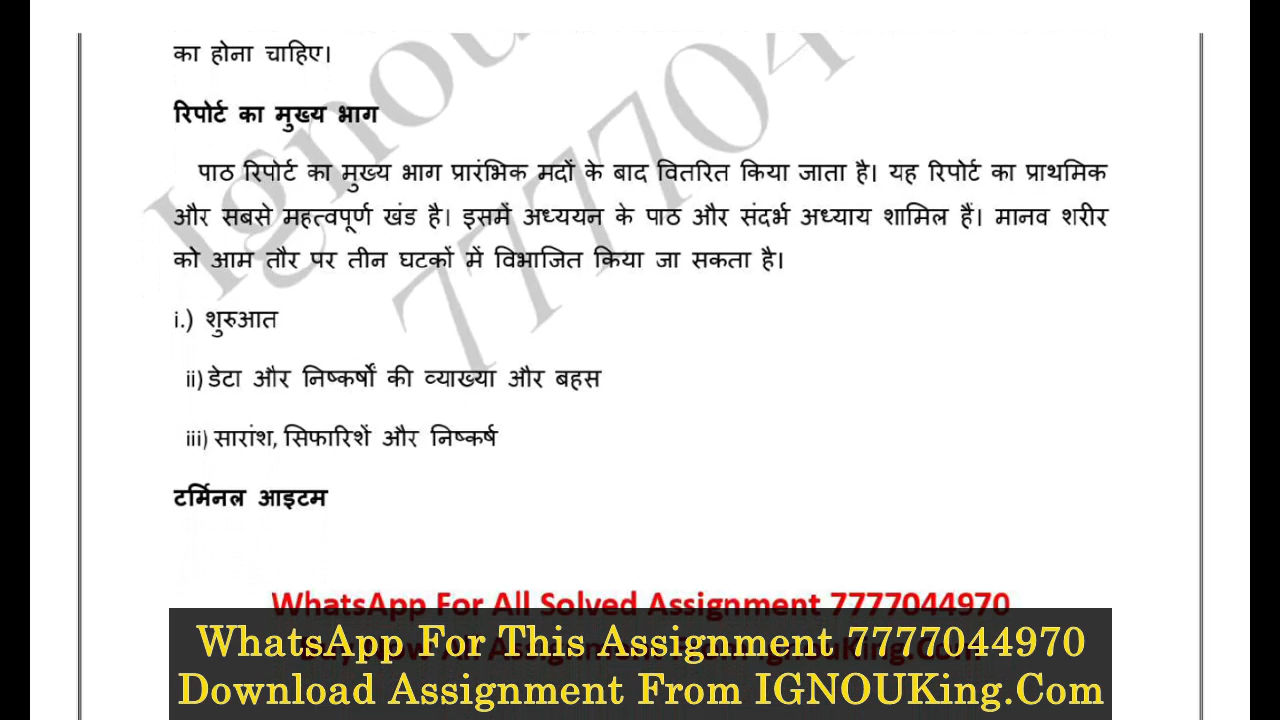 का होना चाहिए।
रिपोर्ट का मुख्य भाग
पाठ रिपोर्ट का मुख्य भाग प्रारंभिक मदों के बाद वितरित किया जाता है। यह रिपोर्ट का प्राथमिक
और सबसे महत्वपूर्ण खंड है। इसमें अध्ययन के पाठ और संदर्भ अध्याय शामिल हैं। मानव शरीर
को आम तौर पर तीन घटकों में विभाजित किया जा सकता है।
i.) शुरुआत
ii) डेटा और निष्कर्षों की व्याख्या और बहस
iii) सारांश, सिफारिशें और निष्कर्ष
टर्मिनल आइटम
WhatsApp For All Solved Assignment 7777044970
WhatsApp For This Assignment 7777044970
Download Assignment From IGNOUKing.Com